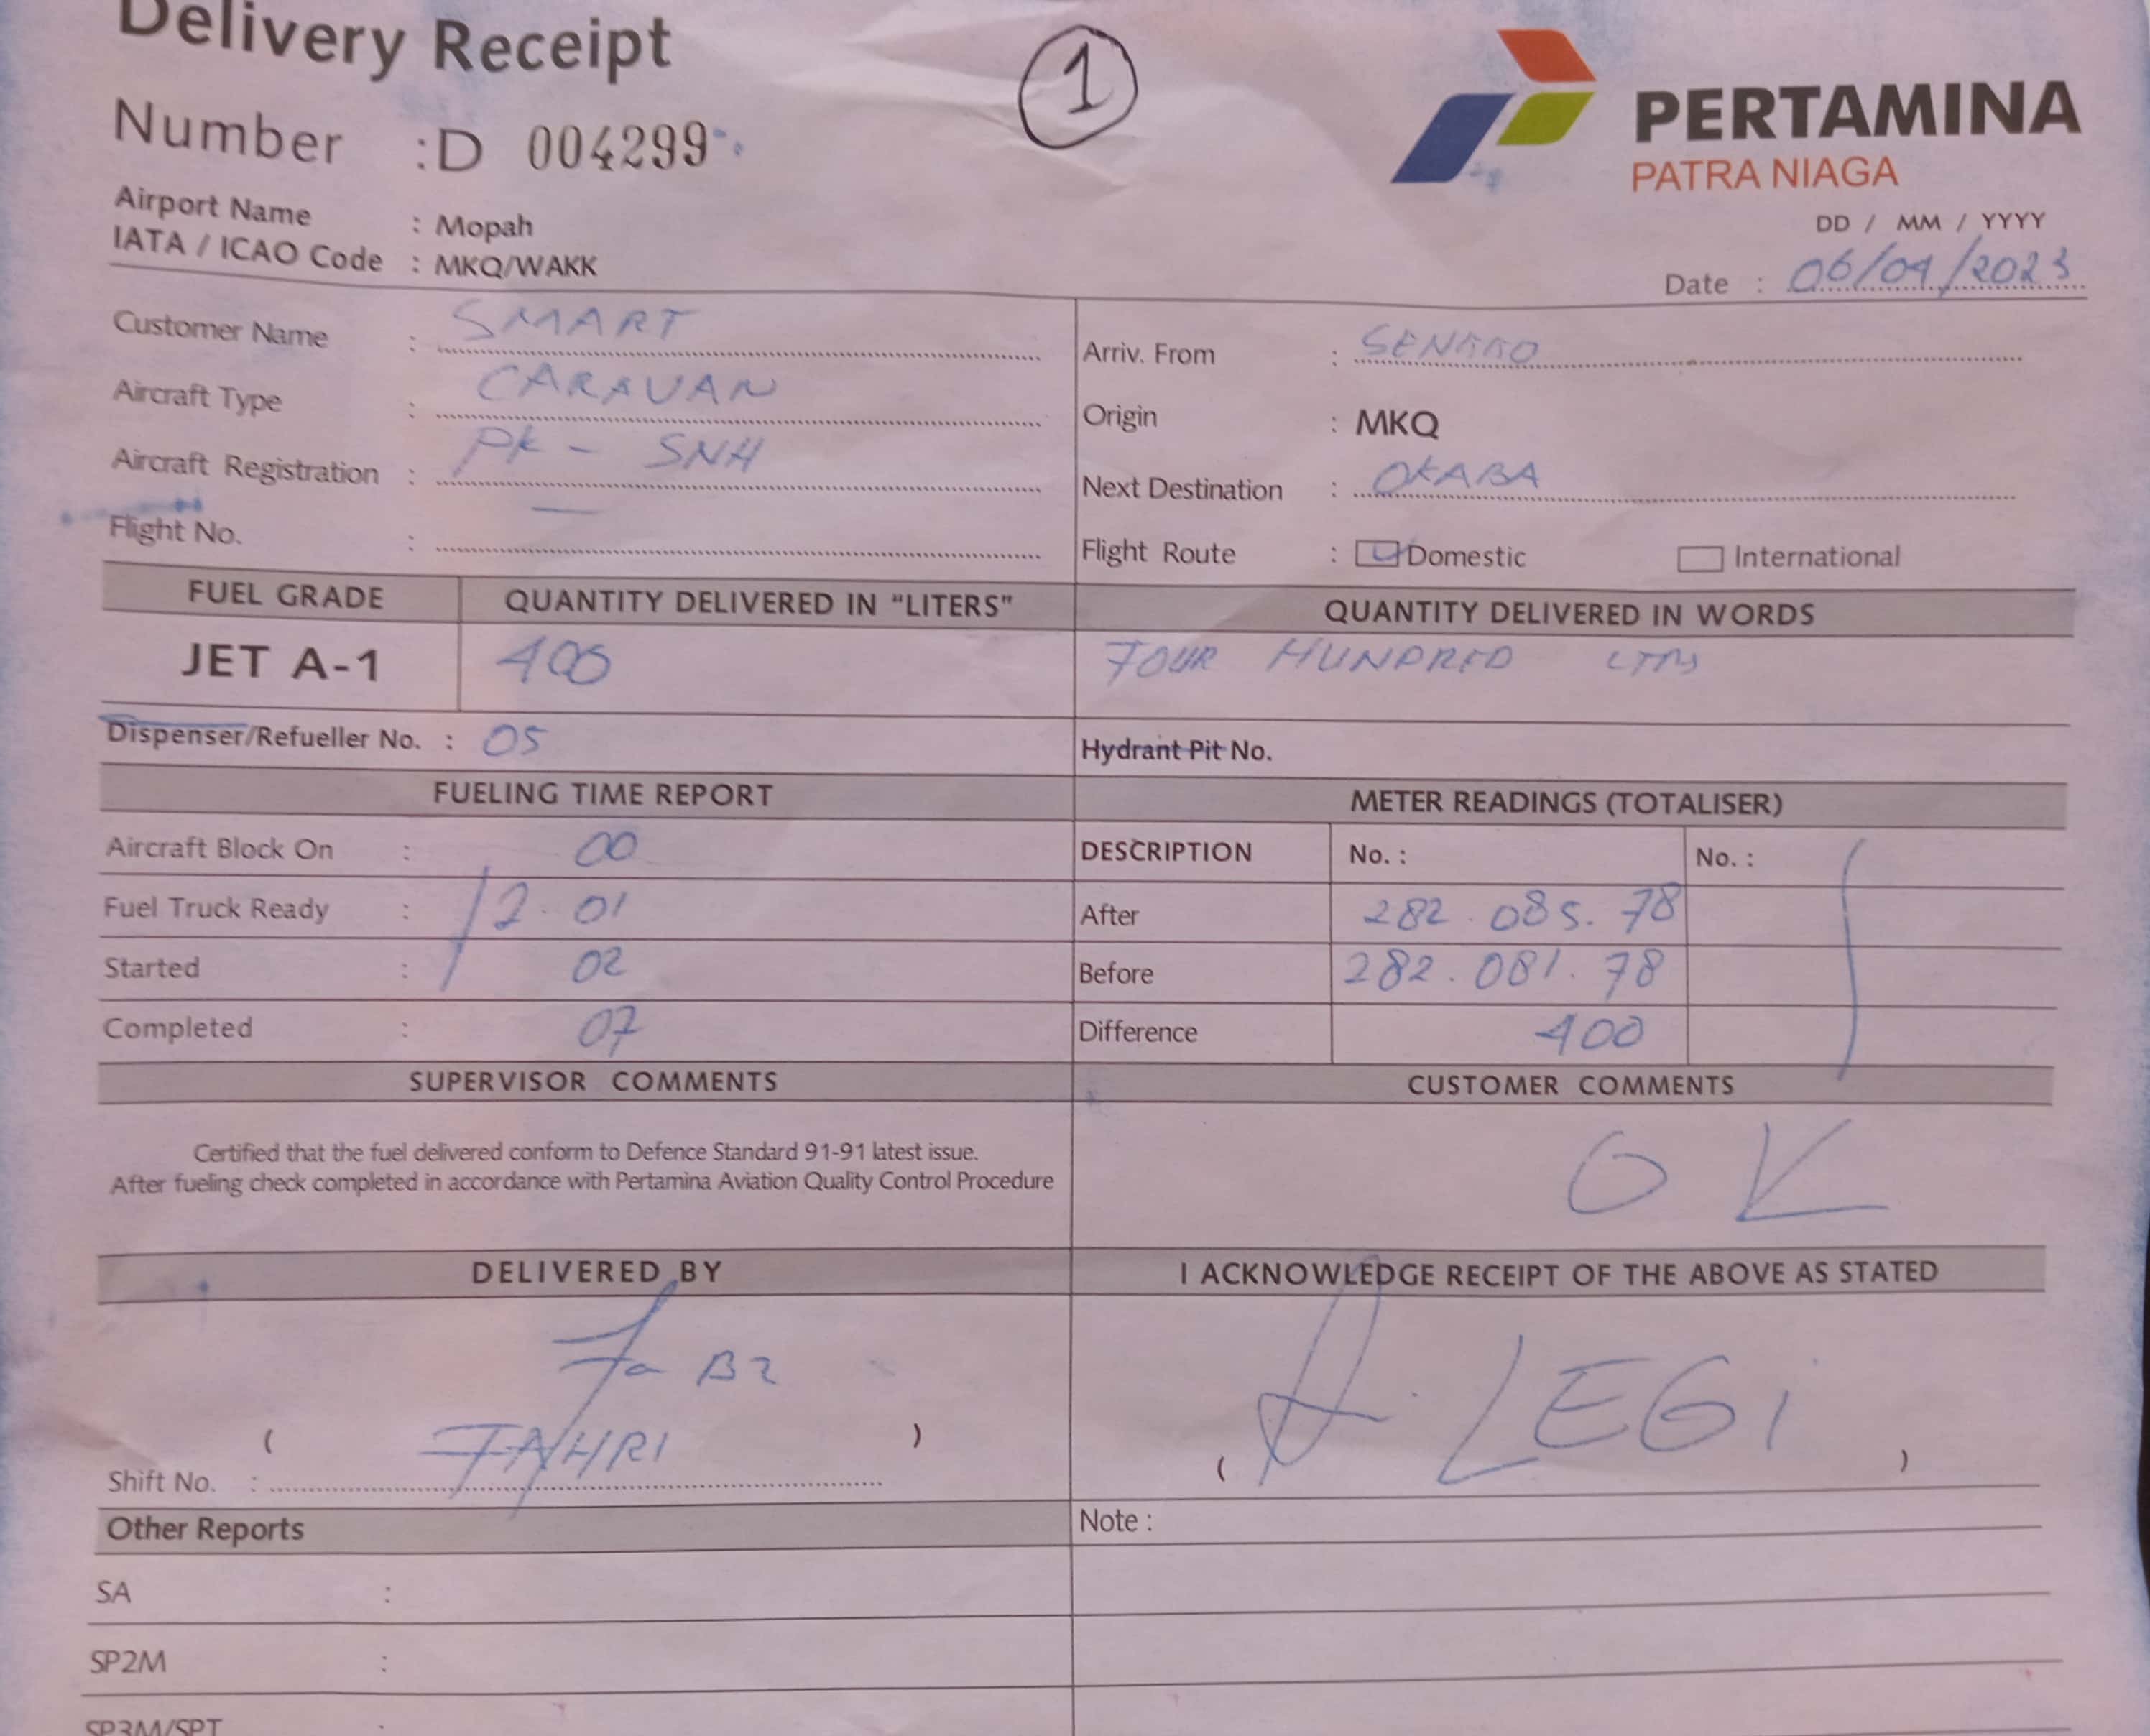 Delivery Receipt
1
Number : D 004299
PERTAMINA
PATRA NIAGA
Airport Name : Mopah
IATA / ICAO Code : MKQ/WAKK
DD / MM / YYYY
Date : 06/04/2023
Customer Name : SMART
Aircraft Type : CARAVAN
Aircraft Registration : PK - SNH
Flight No. : —
Arriv. From :
Origin : MKQ
Next Destination : OKABA
Flight Route : Domestic International
FUEL GRADE QUANTITY DELIVERED IN "LITERS" QUANTITY DELIVERED IN WORDS
JET A-1 400 FOUR HUNDRED LTRS
Dispenser/Refueller No. : 05 Hydrant Pit No.
FUELING TIME REPORT METER READINGS (TOTALISER)
Aircraft Block On : 00 DESCRIPTION No. : No. :
Fuel Truck Ready : 12 01 After 282.085.78
Started : 02 Before 282.081.78
Completed : 07 Difference 400
SUPERVISOR COMMENTS CUSTOMER COMMENTS
Certified that the fuel delivered conform to Defence Standard 91-91 latest issue.
After fueling check completed in accordance with Pertamina Aviation Quality Control Procedure
OK
DELIVERED BY I ACKNOWLEDGE RECEIPT OF THE ABOVE AS STATED
( FAHRI ) ( LEGI )
Shift No. :
Other Reports Note :
SA :
SP2M :
SP3M/SPT :